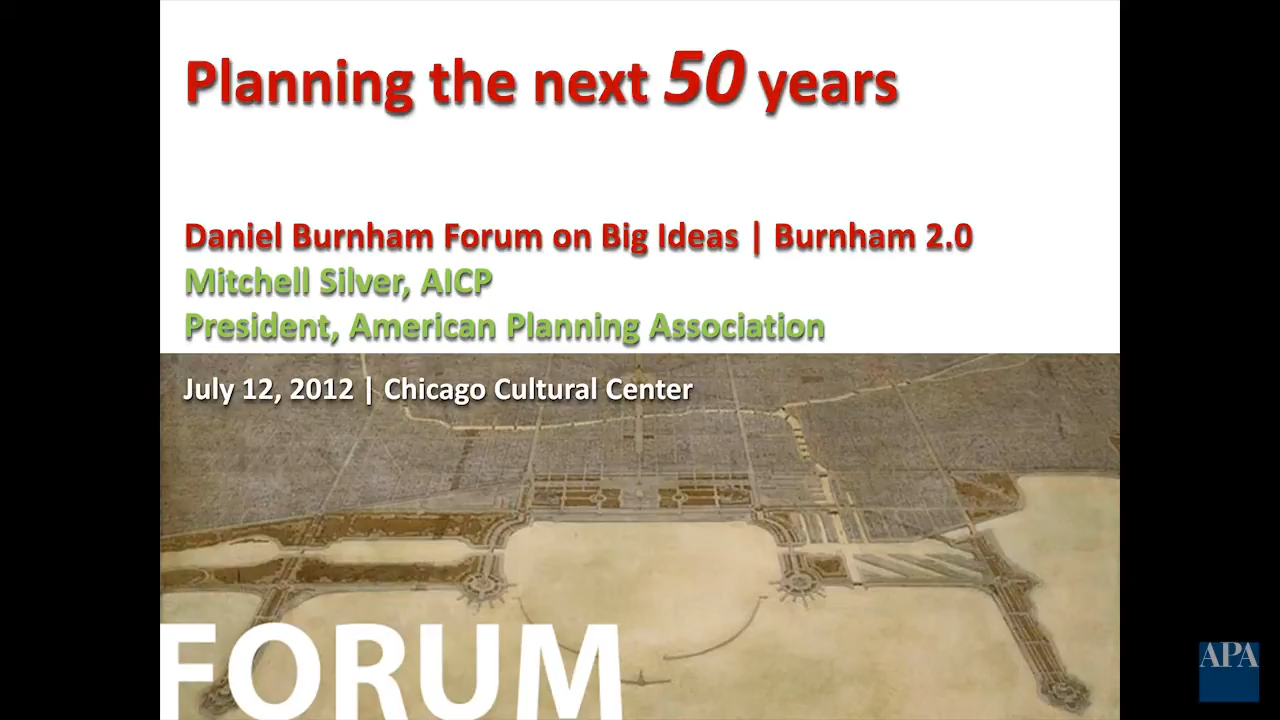 Planning the next 50 years
Daniel Burnham Forum on Big Ideas | Burnham 2.0
Mitchell Silver, AICP
President, American Planning Association
July 12, 2012 | Chicago Cultural Center
FORUM
APA